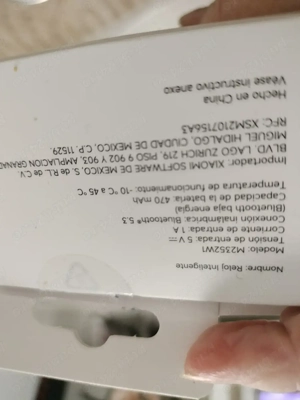 Nombre: Reloj inteligente
Modelo: M2352W1
Tensión de entrada: 5 V
Corriente de entrada: 1 A
Conexión inalámbrica: Bluetooth® 5.3
(Bluetooth baja energía)
Capacidad de la batería: 470 mAh
Temperatura de funcionamiento: -10 °C a 45 °C
Importador: XIAOMI SOFTWARE DE MEXICO, S. de R.L. de C.V.
BLVD. LAGO ZURICH 219, PISO 9 902 Y 903, AMPLIACION GRANAD
MIGUEL HIDALGO, CIUDAD DE MEXICO, C.P. 11529.
RFC: XSM2107156A3
Hecho en China
Véase instructivo anexo